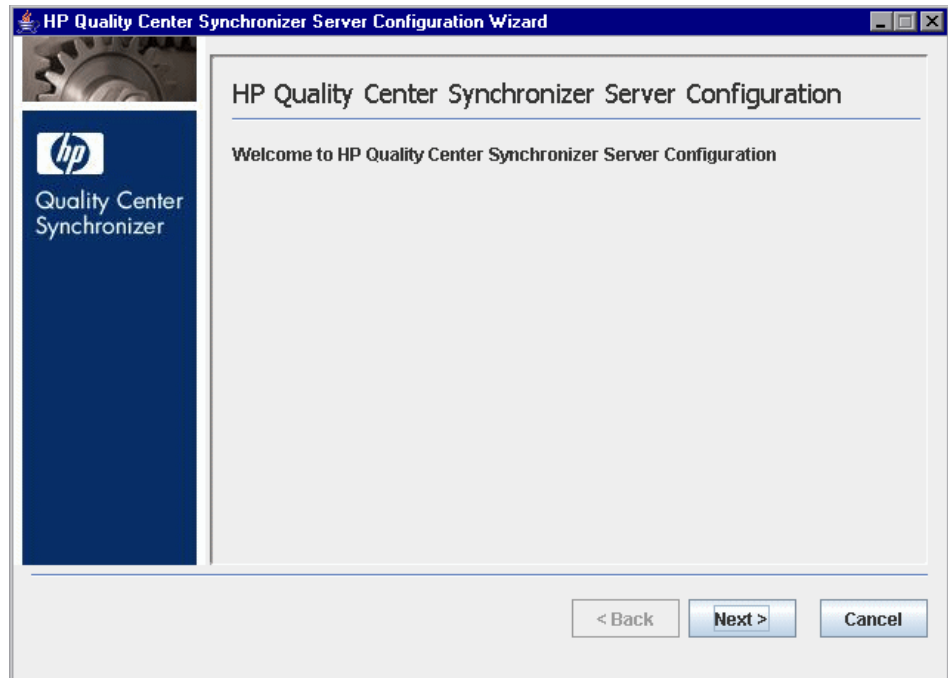 HP Quality Center Synchronizer Server Configuration Wizard
HP Quality Center Synchronizer Server Configuration
Welcome to HP Quality Center Synchronizer Server Configuration
hp
Quality Center
Synchronizer
< Back
Next >
Cancel